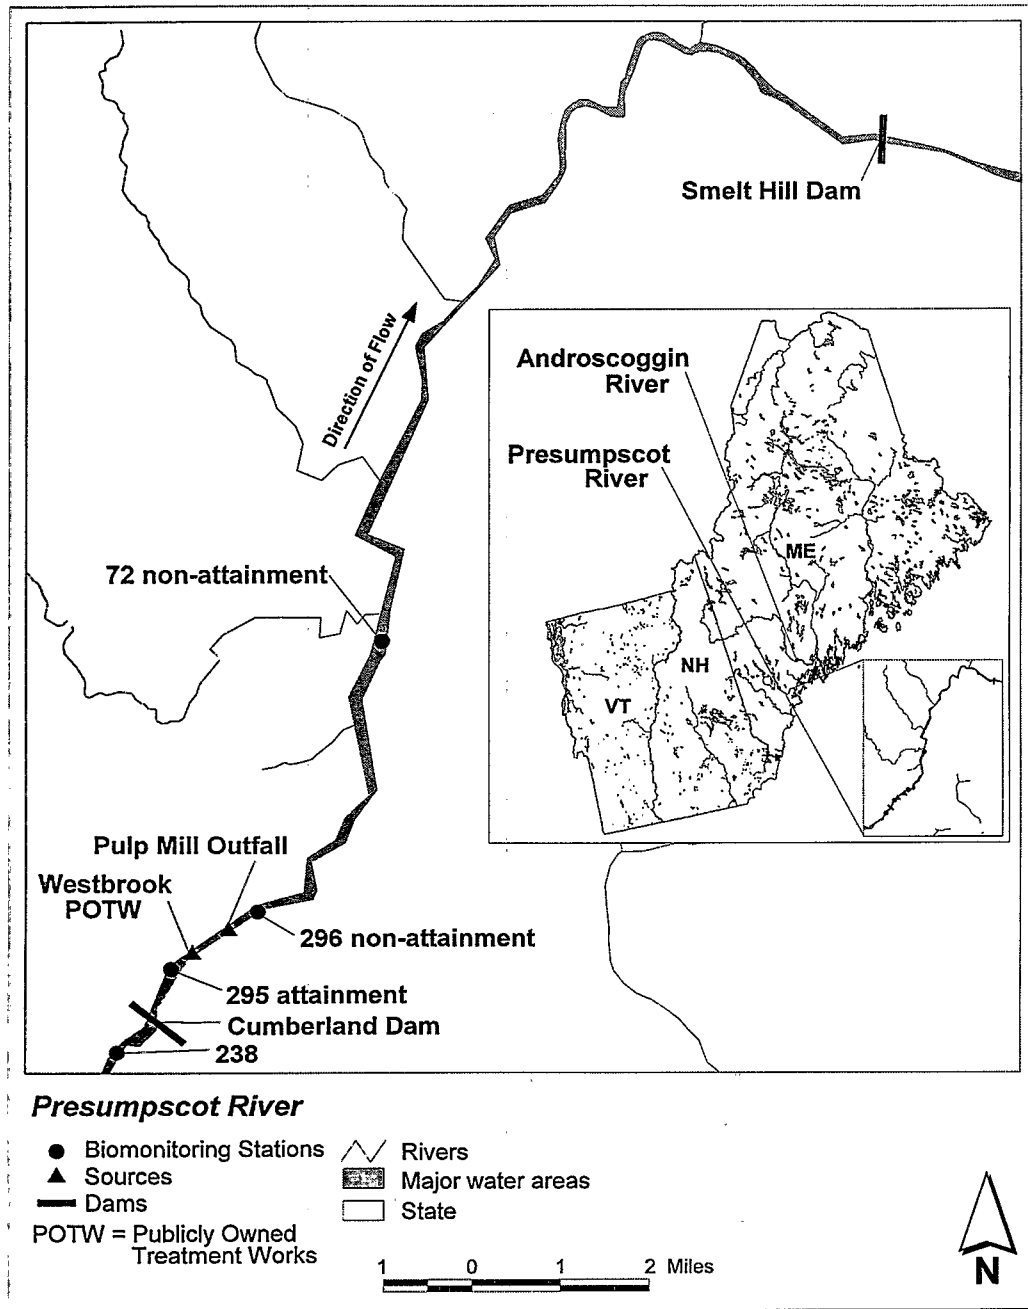 Smelt Hill Dam
Direction of Flow
Androscoggin
River
Presumpscot
River
ME
NH
VT
72 non-attainment
Pulp Mill Outfall
Westbrook
POTW
296 non-attainment
295 attainment
Cumberland Dam
238
Presumpscot River
Biomonitoring Stations
Sources
Dams
POTW = Publicly Owned
Treatment Works
Rivers
Major water areas
State
1 0 1 2 Miles
N